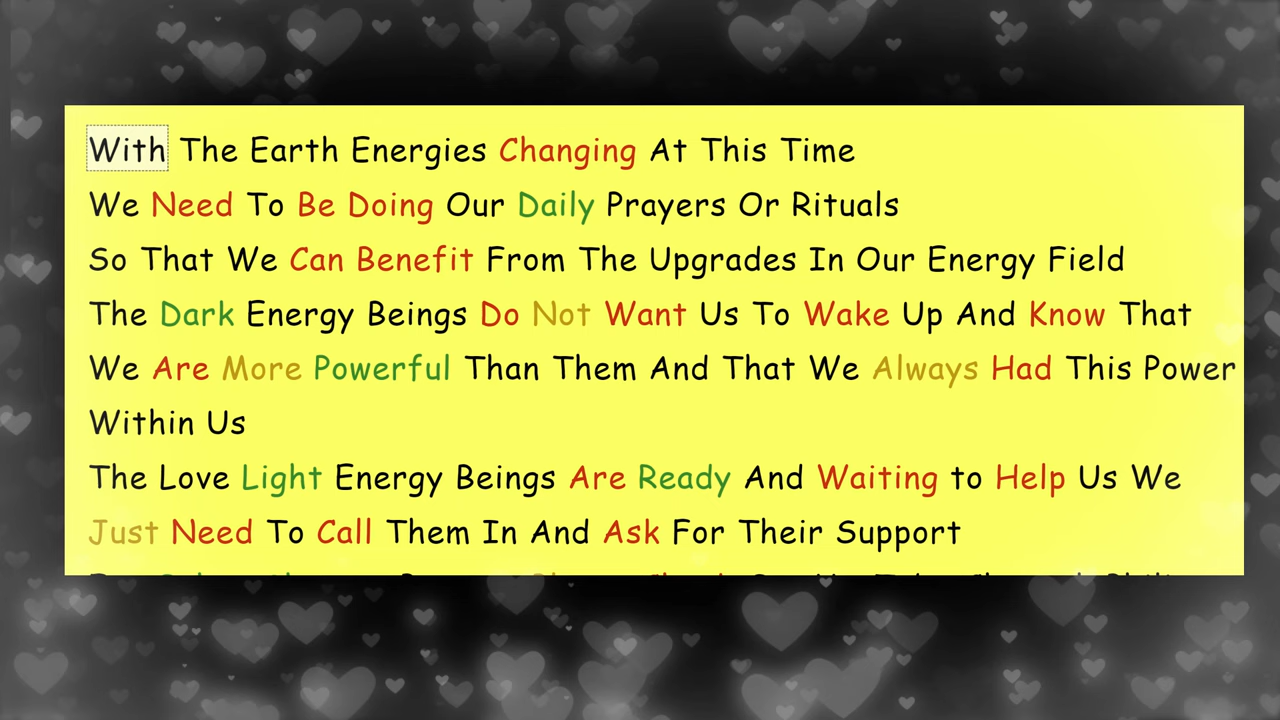 With The Earth Energies Changing At This Time
We Need To Be Doing Our Daily Prayers Or Rituals
So That We Can Benefit From The Upgrades In Our Energy Field
The Dark Energy Beings Do Not Want Us To Wake Up And Know That
We Are More Powerful Than Them And That We Always Had This Power
Within Us
The Love Light Energy Beings Are Ready And Waiting to Help Us We
Just Need To Call Them In And Ask For Their Support